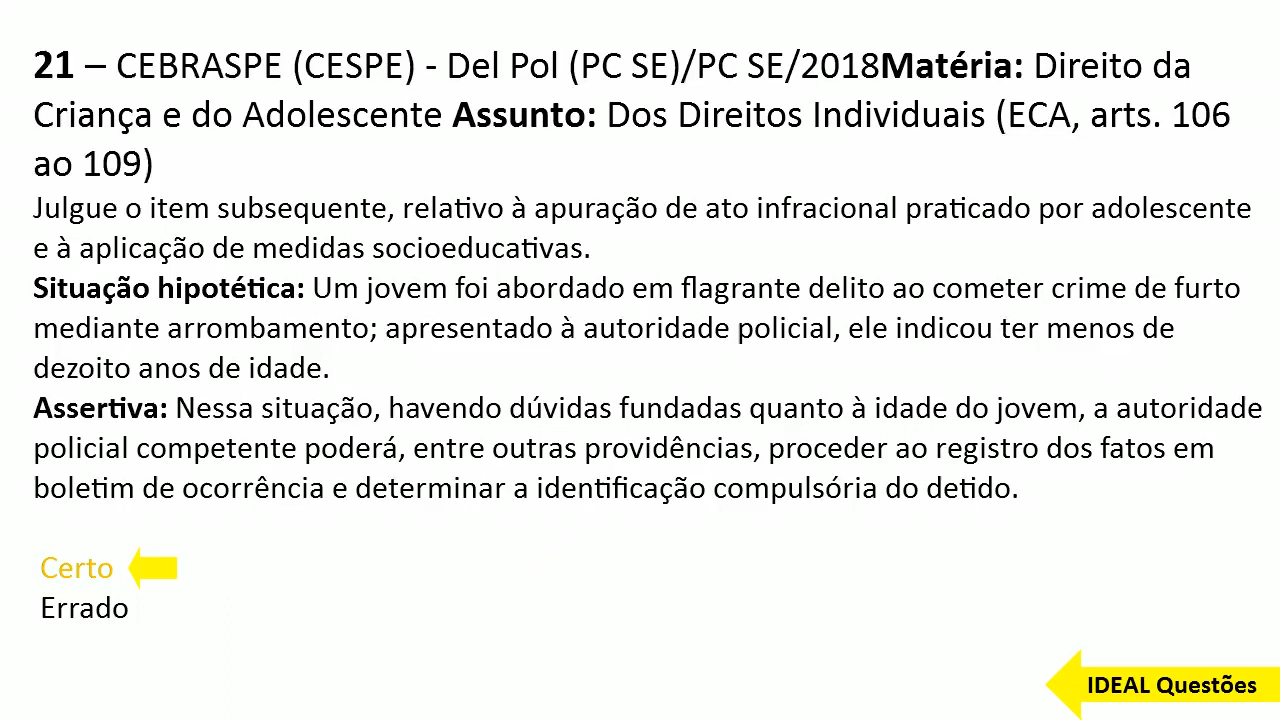 21 – CEBRASPE (CESPE) - Del Pol (PC SE)/PC SE/2018Matéria: Direito da
Criança e do Adolescente Assunto: Dos Direitos Individuais (ECA, arts. 106
ao 109)
Julgue o item subsequente, relativo à apuração de ato infracional praticado por adolescente
e à aplicação de medidas socioeducativas.
Situação hipotética: Um jovem foi abordado em flagrante delito ao cometer crime de furto
mediante arrombamento; apresentado à autoridade policial, ele indicou ter menos de
dezoito anos de idade.
Assertiva: Nessa situação, havendo dúvidas fundadas quanto à idade do jovem, a autoridade
policial competente poderá, entre outras providências, proceder ao registro dos fatos em
boletim de ocorrência e determinar a identificação compulsória do detido.
Certo
Errado
IDEAL Questões